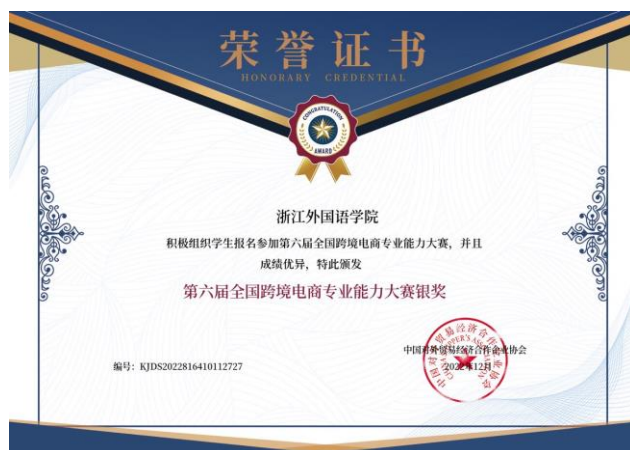 荣誉证书
HONORARY CREDENTIAL
CONGRATULATION
AWARD
浙江外国语学院
积极组织学生报名参加第六届全国跨境电商专业能力大赛，并且
成绩优异，特此颁发
第六届全国跨境电商专业能力大赛银奖
中国对外贸易经济合作企业协会
编号：KJDS2022816410112727
2022年12月